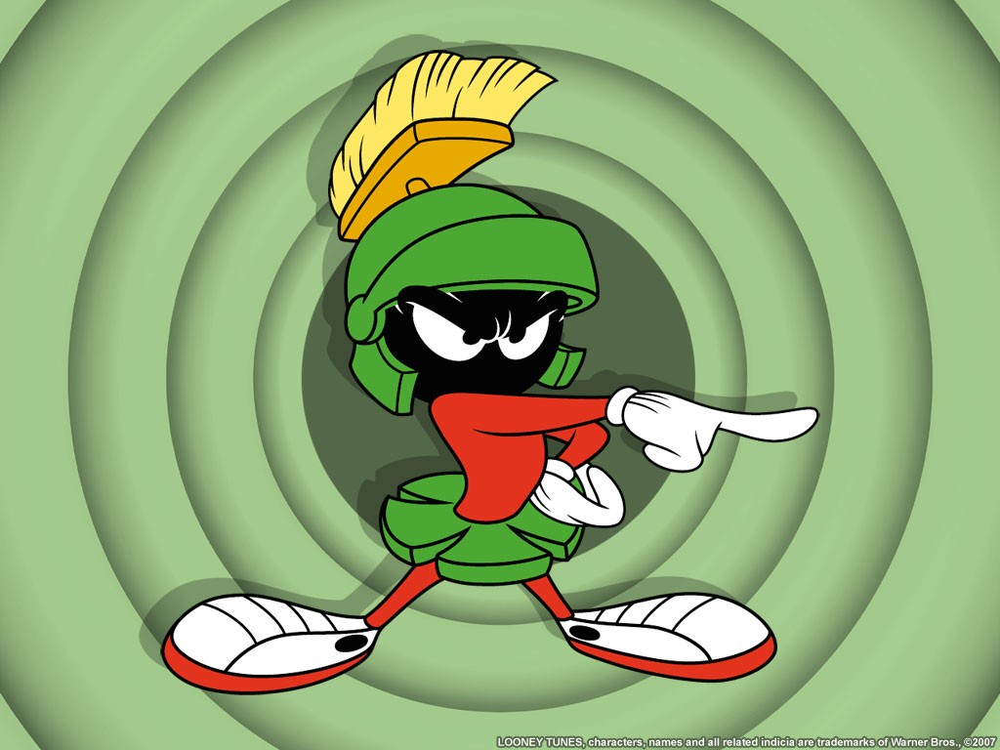 LOONEY TUNES, characters, names and all related indicia are trademarks of Warner Bros., ©2007